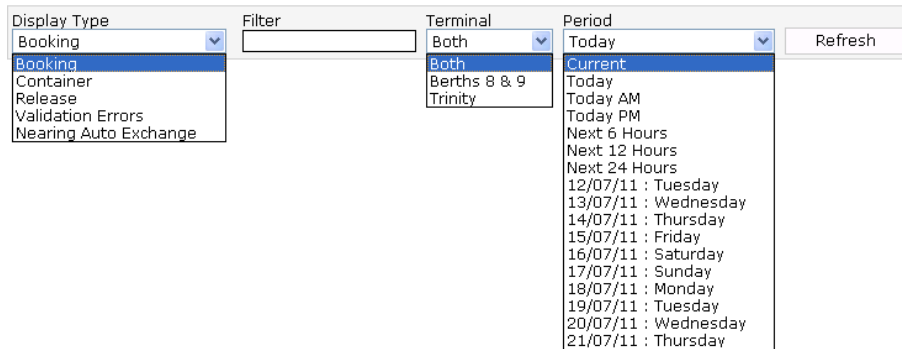 Display Type
Filter
Terminal
Period
Booking
Both
Today
Refresh
Booking
Container
Release
Validation Errors
Nearing Auto Exchange
Both
Berths 8 & 9
Trinity
Current
Today
Today AM
Today PM
Next 6 Hours
Next 12 Hours
Next 24 Hours
12/07/11 : Tuesday
13/07/11 : Wednesday
14/07/11 : Thursday
15/07/11 : Friday
16/07/11 : Saturday
17/07/11 : Sunday
18/07/11 : Monday
19/07/11 : Tuesday
20/07/11 : Wednesday
21/07/11 : Thursday